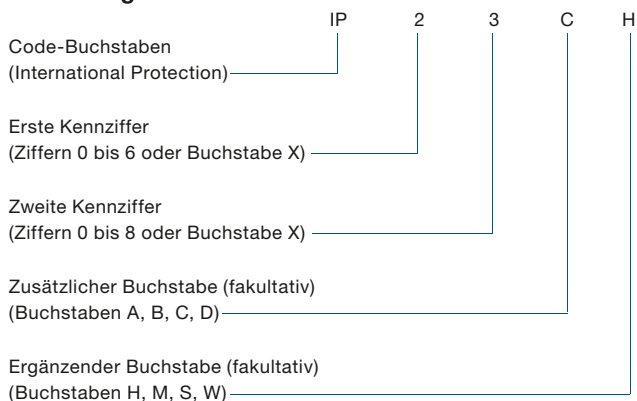 IP 2 3 C H
Code-Buchstaben
(International Protection)
Erste Kennziffer
(Ziffern 0 bis 6 oder Buchstabe X)
Zweite Kennziffer
(Ziffern 0 bis 8 oder Buchstabe X)
Zusätzlicher Buchstabe (fakultativ)
(Buchstaben A, B, C, D)
Ergänzender Buchstabe (fakultativ)
(Buchstaben H, M, S, W)